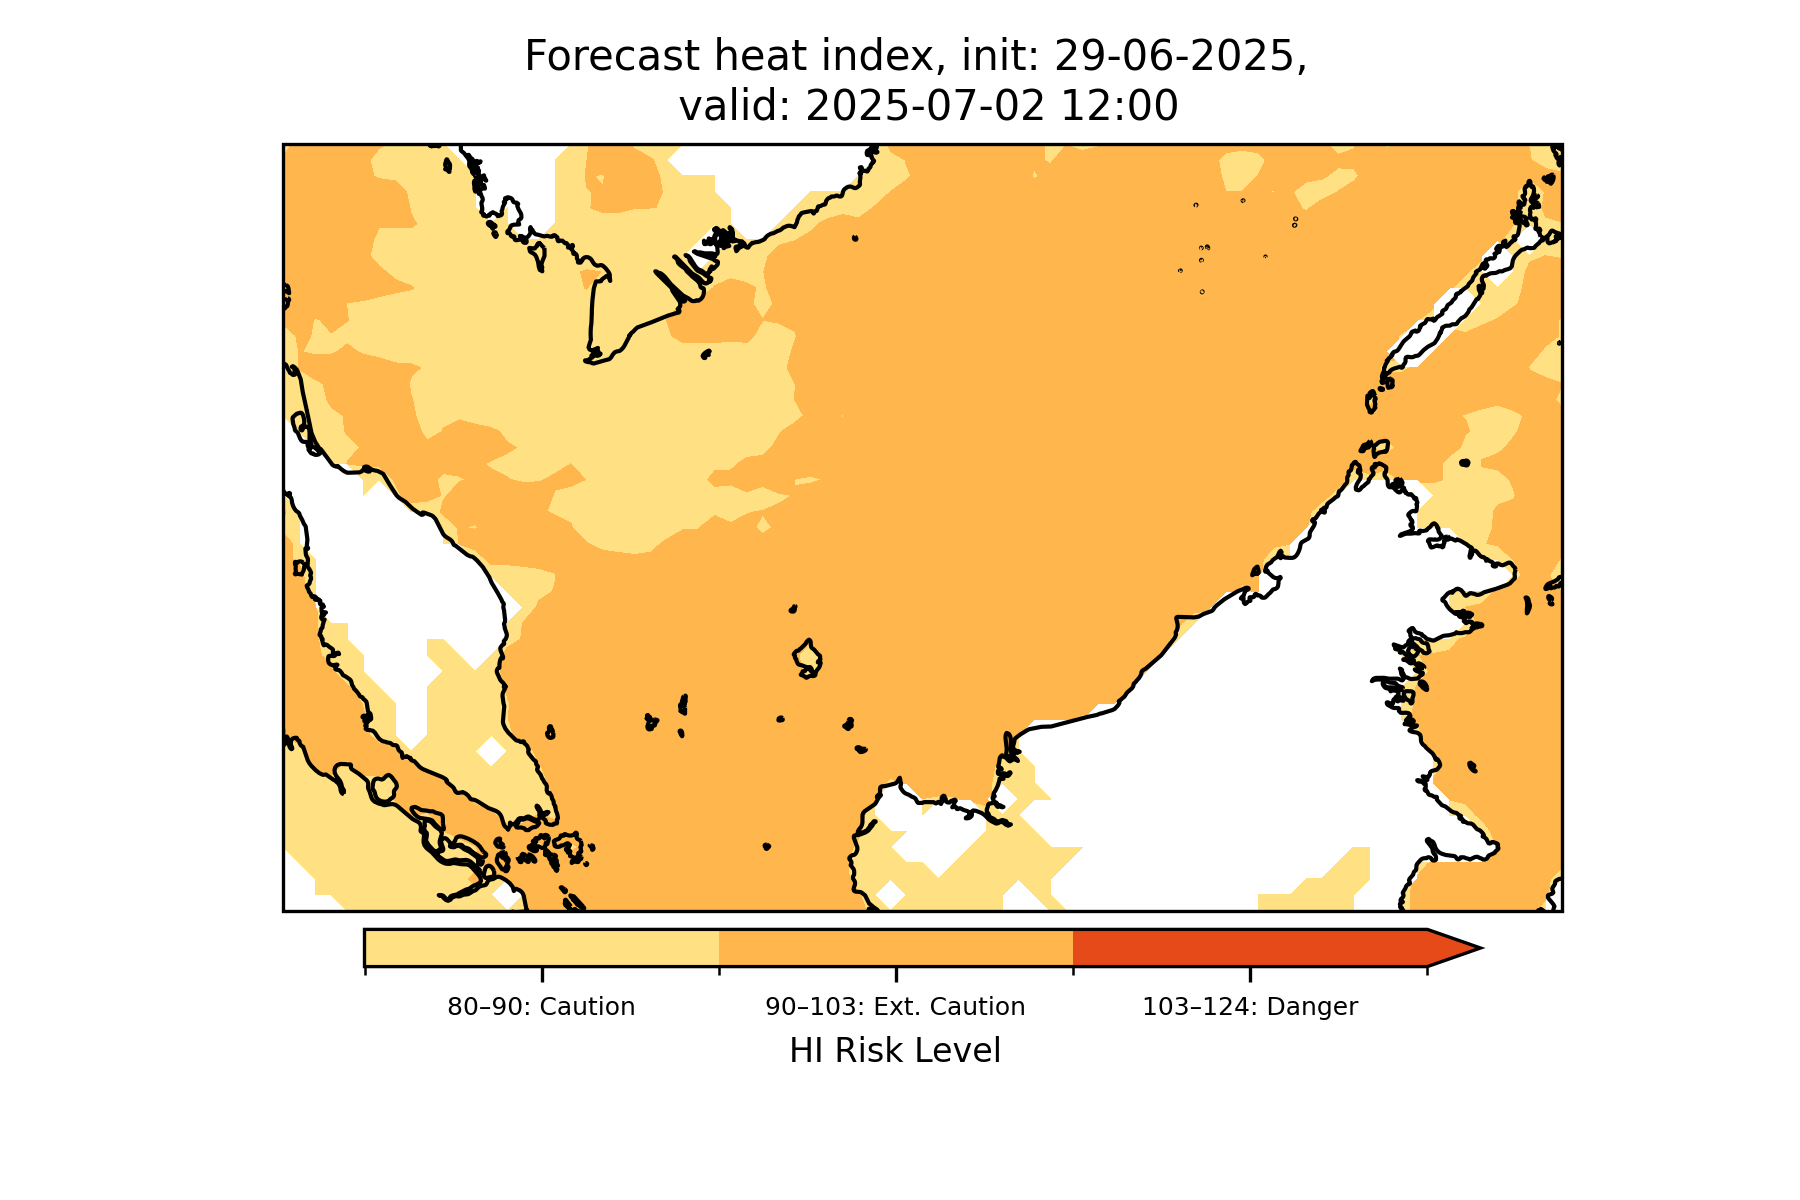 Forecast heat index, init: 29-06-2025,
valid: 2025-07-02 12:00
80–90: Caution
90–103: Ext. Caution
103–124: Danger
HI Risk Level